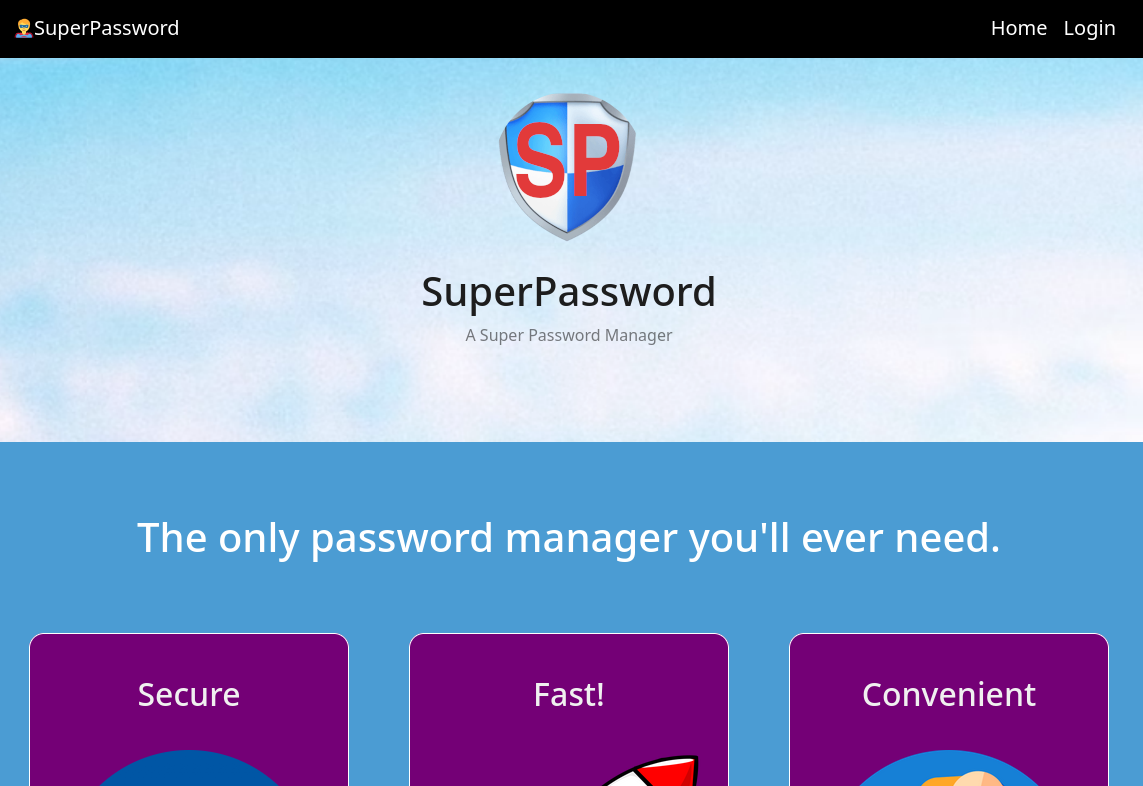 SuperPassword
Home Login
SP
SuperPassword
A Super Password Manager
The only password manager you'll ever need.
Secure
Fast!
Convenient